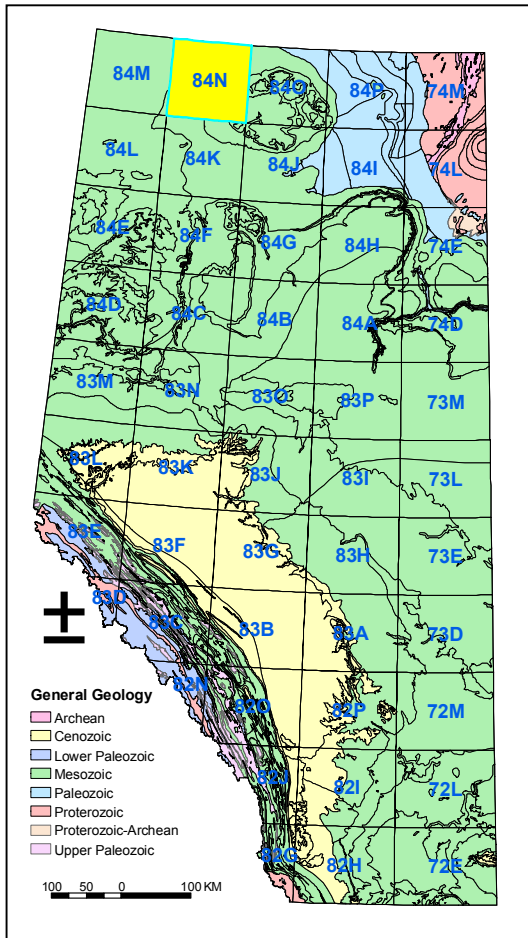 84M 84N 84O 84P 74M
84L 84K 84J 84I 74L
84E 84F 84G 84H 74E
84D 84C 84B 84A 74D
83M 83N 83O 83P 73M
83L 83K 83J 83I 73L
83E 83F 83G 83H 73E
83D 83C 83B 83A 73D
82N 82O 82P 72M
82J 82I 72L
82G 82H 72E
General Geology
Archean
Cenozoic
Lower Paleozoic
Mesozoic
Paleozoic
Proterozoic
Proterozoic-Archean
Upper Paleozoic
100 50 0 100 KM